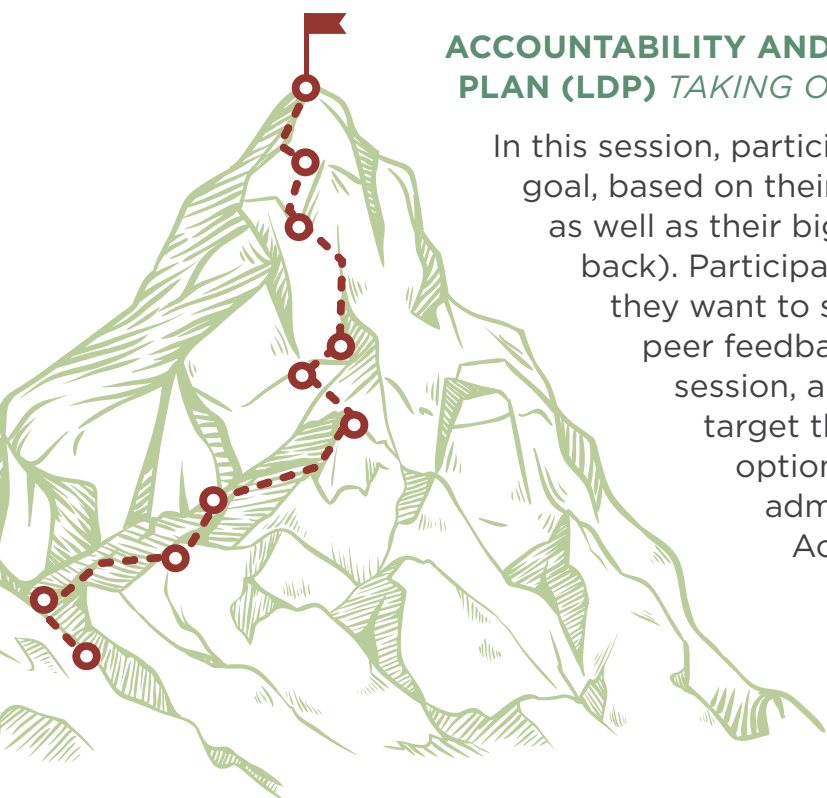 ACCOUNTABILITY AND
PLAN (LDP) TAKING O
In this session, partici
goal, based on their
as well as their big
back). Participa
they want to s
peer feedba
session, a
target th
option
adm
Ac